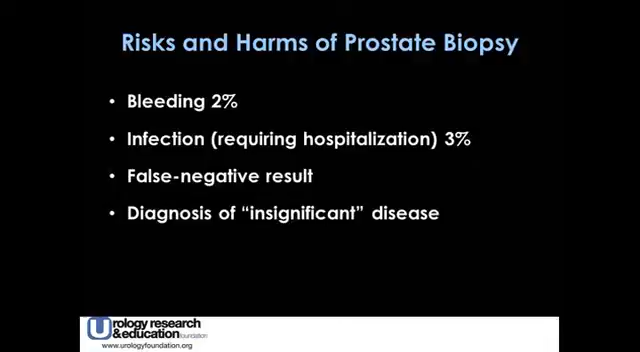 Risks and Harms of Prostate Biopsy
• Bleeding 2%
• Infection (requiring hospitalization) 3%
• False-negative result
• Diagnosis of “insignificant” disease
Urology research
&education foundation
www.urologyfoundation.org